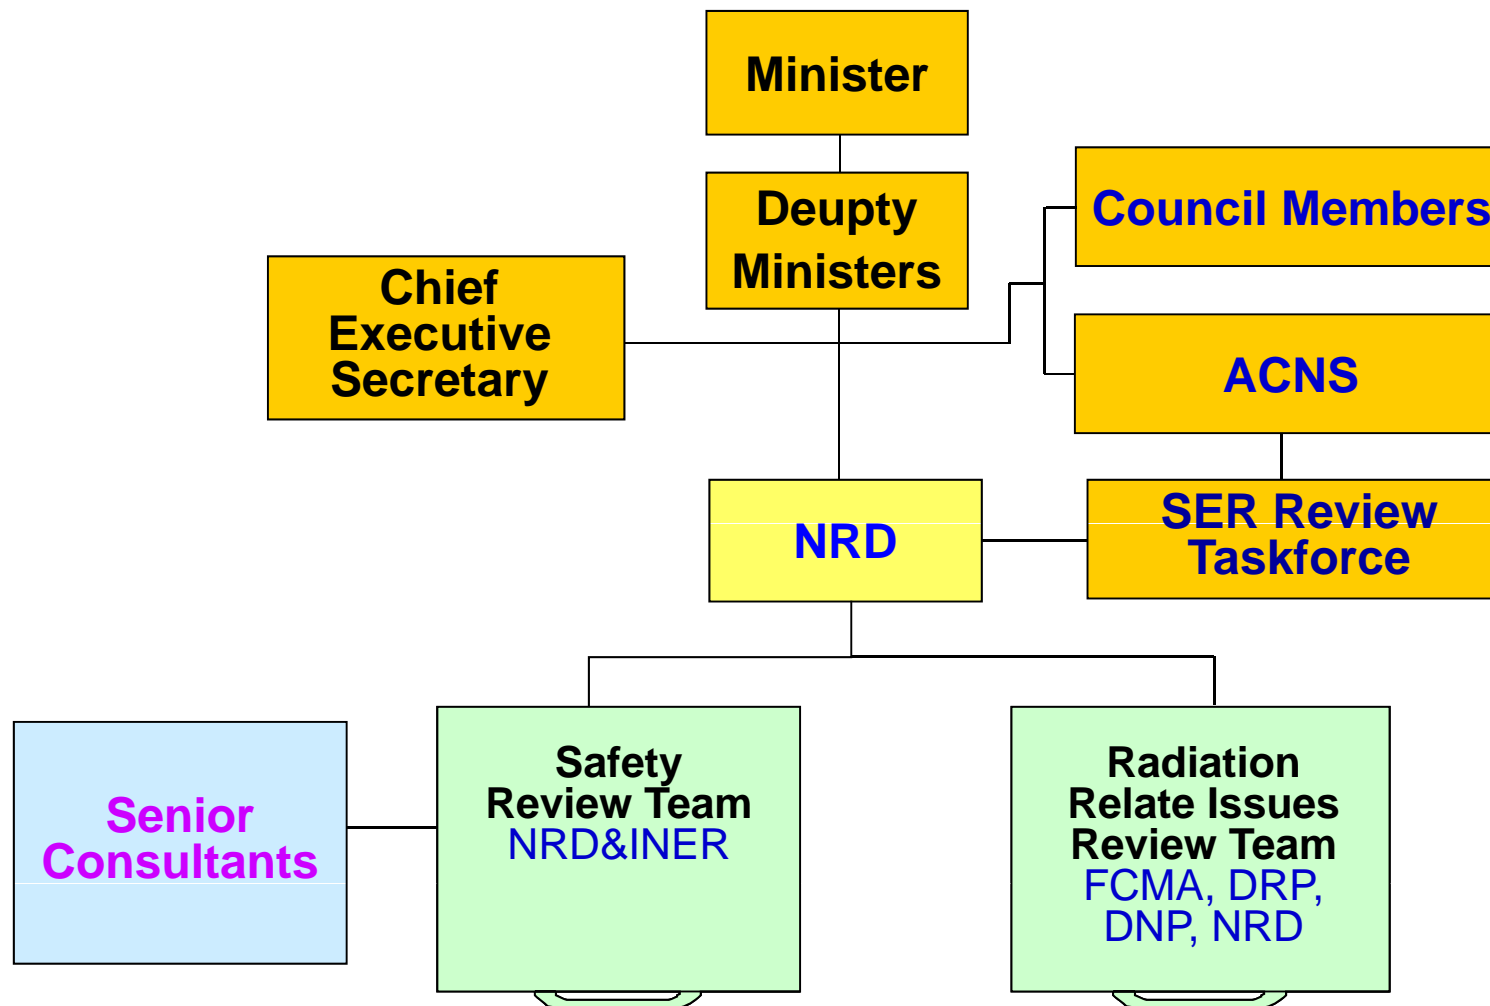 Minister
Deupty
Ministers
Council Members
Chief
Executive
Secretary
ACNS
NRD
SER Review
Taskforce
Senior
Consultants
Safety
Review Team
NRD&INER
Radiation
Relate Issues
Review Team
FCMA, DRP,
DNP, NRD